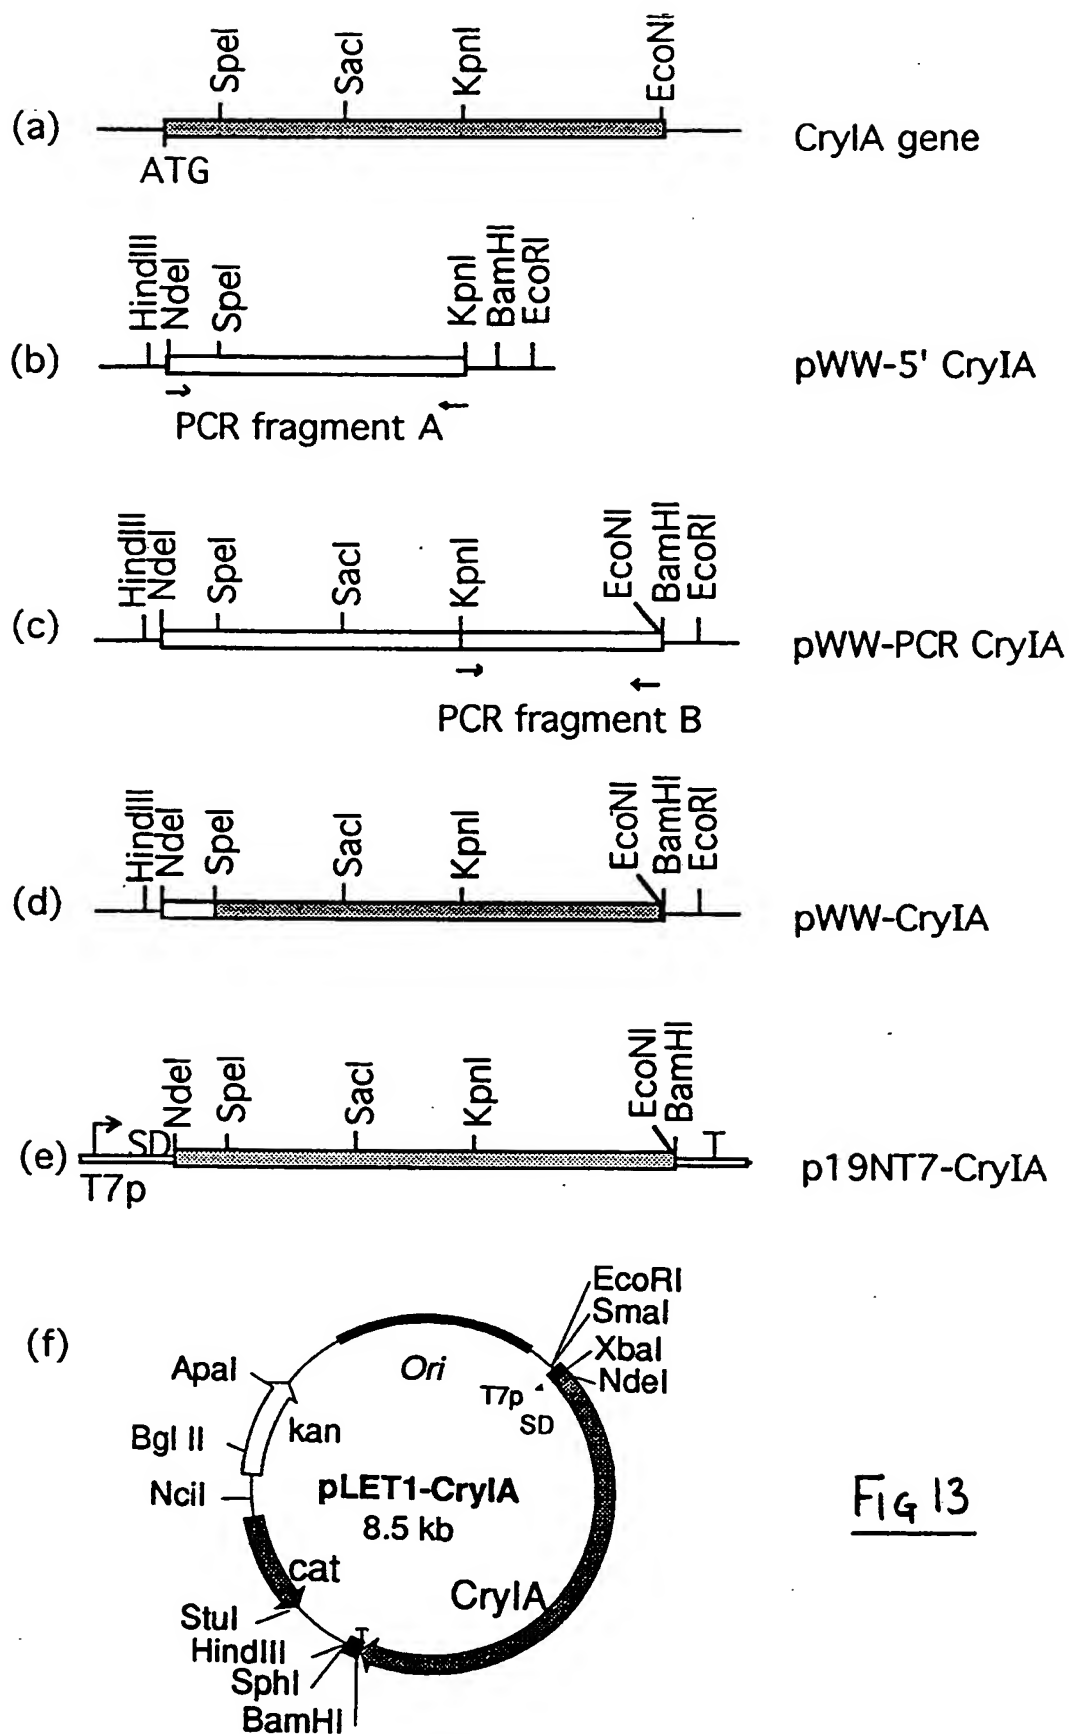 (a)
SpeI
SacI
KpnI
EcoNI
ATG
CryIA gene
(b)
HindIII
NdeI
SpeI
KpnI
BamHI
EcoRI
PCR fragment A
pWW-5' CryIA
(c)
HindIII
NdeI
SpeI
SacI
KpnI
EcoNI
BamHI
EcoRI
PCR fragment B
pWW-PCR CryIA
(d)
HindIII
NdeI
SpeI
SacI
KpnI
EcoNI
BamHI
EcoRI
pWW-CryIA
(e)
T7p
SD
NdeI
SpeI
SacI
KpnI
EcoNI
BamHI
T
p19NT7-CryIA
(f)
EcoRI
SmaI
XbaI
NdeI
Ori
T7p
SD
ApaI
kan
Bgl II
NciI
pLET1-CryIA
8.5 kb
cat
CryIA
StuI
HindIII
SphI
BamHI
T
FIG 13